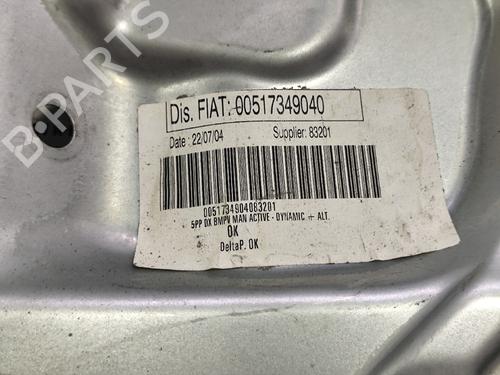 Dis. FIAT: 00517349040
Date : 22/07/04 Supplier: 83201
0051734904083201
5PP DX BMPV MAN ACTIVE - DYNAMIC + ALT.
OK
DeltaP. OK
B-Parts